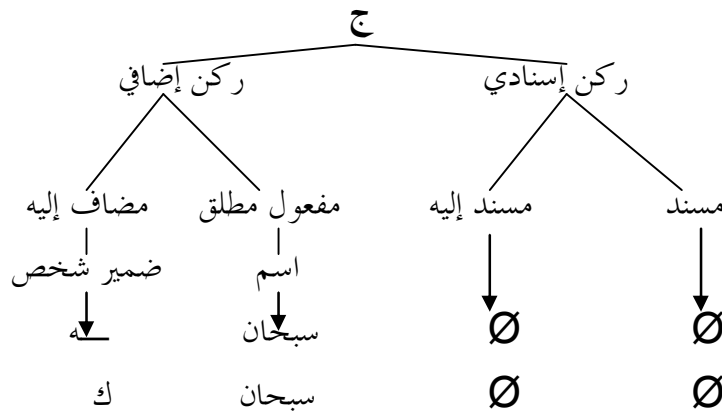 ج
ركن إسنادي ركن إضافي
مسند مسند إليه مفعول مطلق مضاف إليه
اسم ضمير شخص
Ø Ø سبحان ـه
Ø Ø سبحان ك